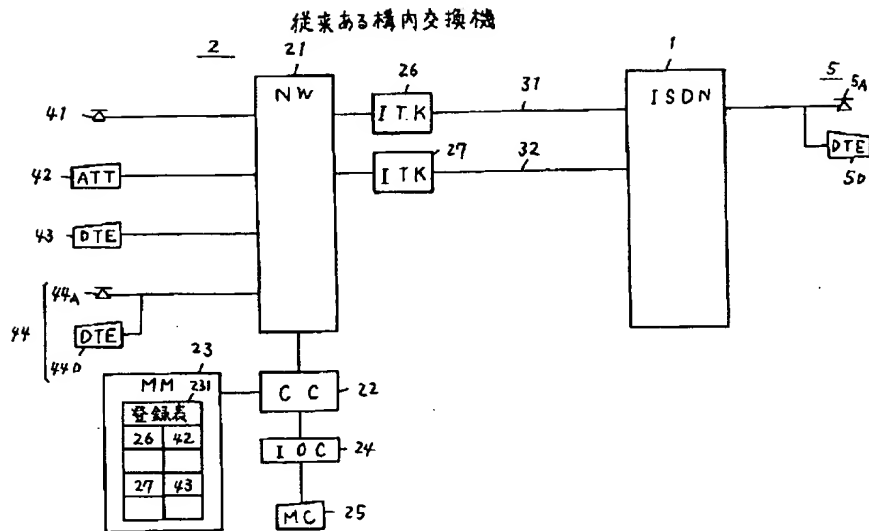 従来ある構内交換機
2
21
NW
26
ITK
31
1
ISDN
5
5A
DTE
5D
27
ITK
32
41
42
ATT
43
DTE
44
44A
DTE
44D
23
MM
231
登録表
26 42
27 43
CC
22
IOC
24
MC
25